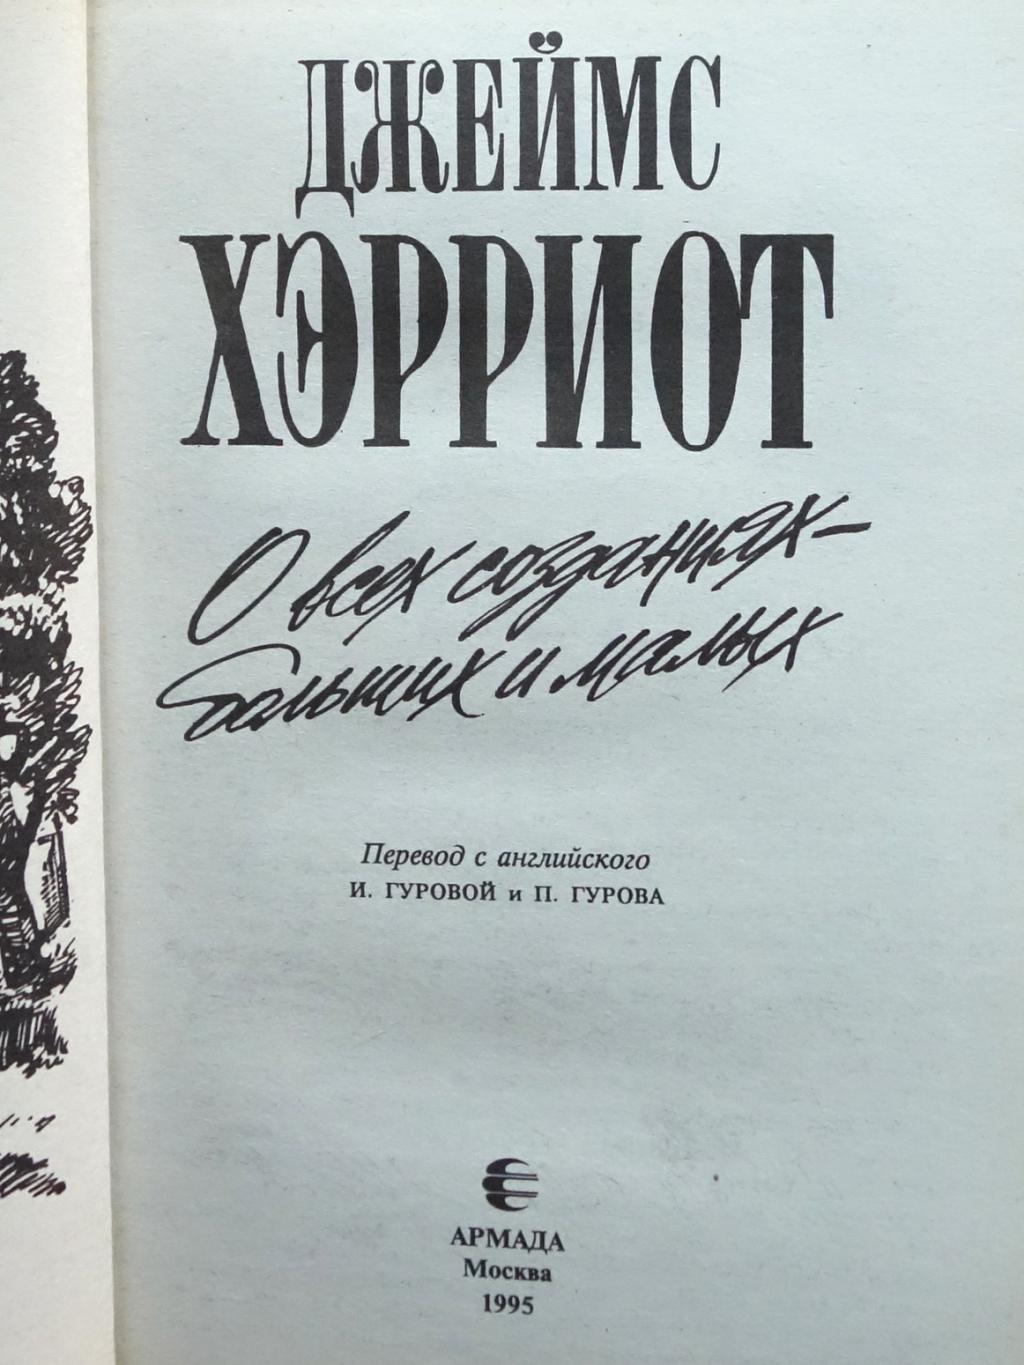 ДЖЕЙМС
ХЭРРИОТ
О всех созданиях –
больших и малых
Перевод с английского
И. ГУРОВОЙ и П. ГУРОВА
АРМАДА
Москва
1995